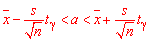 x̄ − s/√n t_γ < a < x̄ + s/√n t_γ